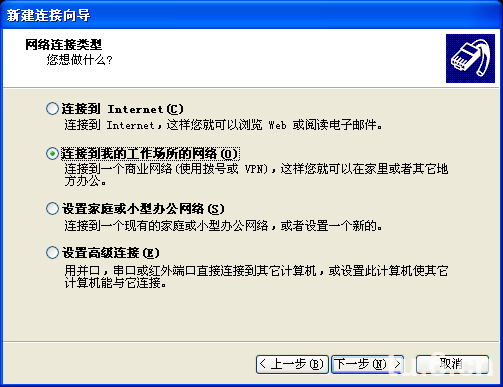 新建连接向导
网络连接类型
您想做什么?
连接到 Internet(C)
连接到 Internet，这样您就可以浏览 Web 或阅读电子邮件。
连接到我的工作场所的网络(O)
连接到一个商业网络(使用拨号或 VPN)，这样您就可以在家里或者其它地
方办公。
设置家庭或小型办公网络(S)
连接到一个现有的家庭或小型办公网络，或者设置一个新的。
设置高级连接(E)
用并口，串口或红外端口直接连接到其它计算机，或设置此计算机使其它
计算机能与它连接。
< 上一步(B) 下一步(N) > 取消